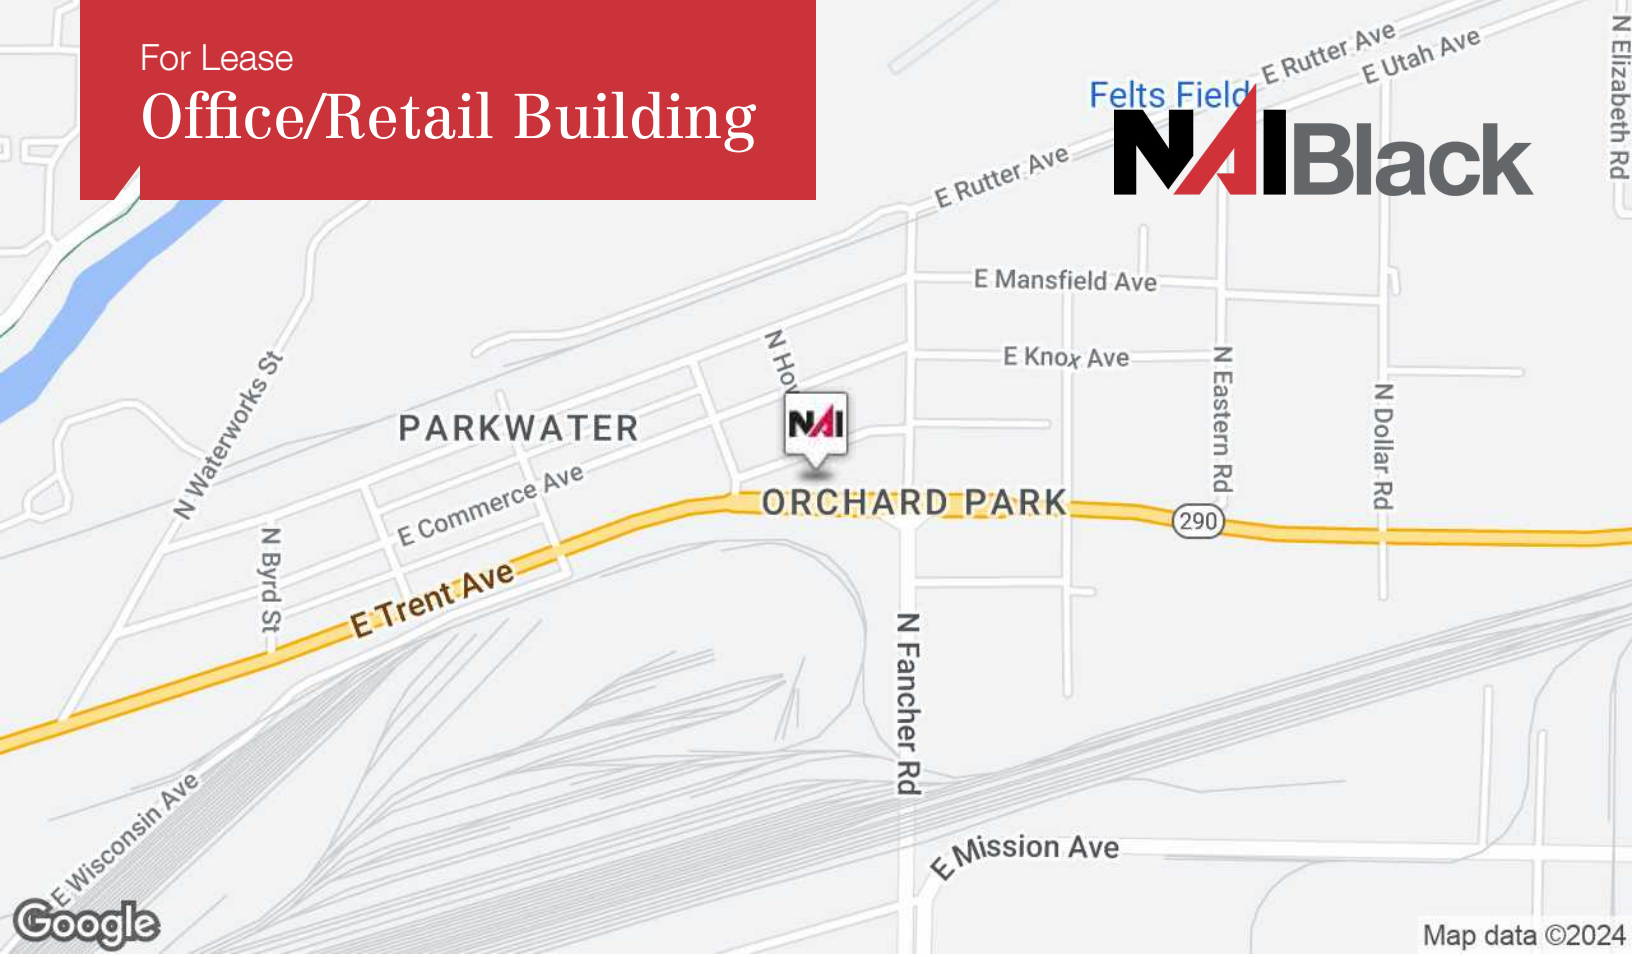 For Lease
Office/Retail Building
E Rutter Ave
E Utah Ave
N Elizabeth Rd
Felts Field
NAIBlack
E Rutter Ave
E Mansfield Ave
N Waterworks St
E Knox Ave
N Eastern Rd
N Dollar Rd
NAI
PARKWATER
E Commerce Ave
ORCHARD PARK
290
N Byrd St
E Trent Ave
N Fancher Rd
E Wisconsin Ave
E Mission Ave
Google
Map data ©2024